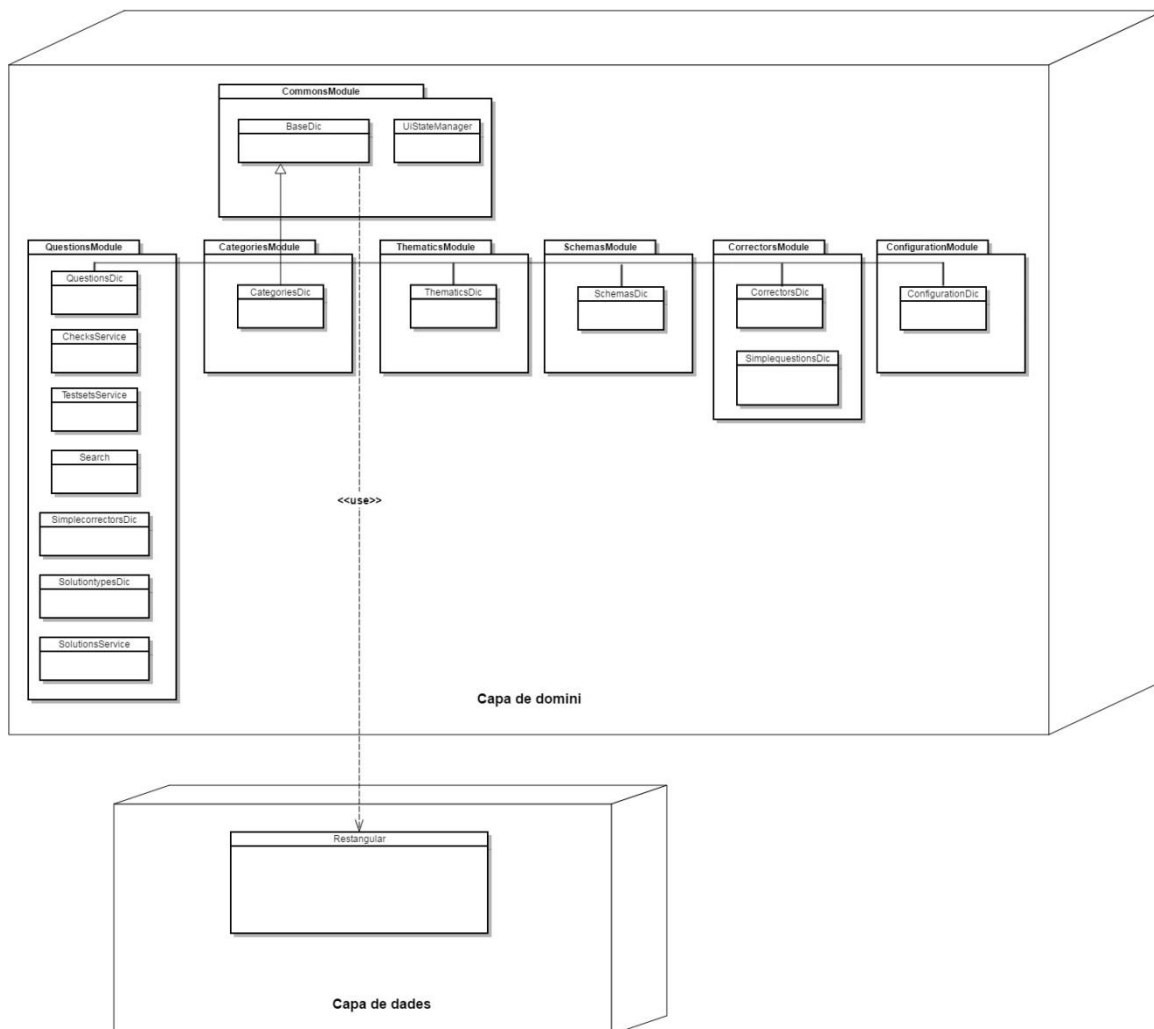 CommonsModule
BaseDic
UiStateManager
QuestionsModule
CategoriesModule
ThematicsModule
SchemasModule
CorrectorsModule
ConfigurationModule
QuestionsDic
CategoriesDic
ThematicsDic
SchemasDic
CorrectorsDic
ConfigurationDic
ChecksService
SimplequestionsDic
TestsetsService
Search
<<use>>
SimplecorrectorsDic
SolutiontypesDic
SolutionsService
Capa de domini
Restangular
Capa de dades